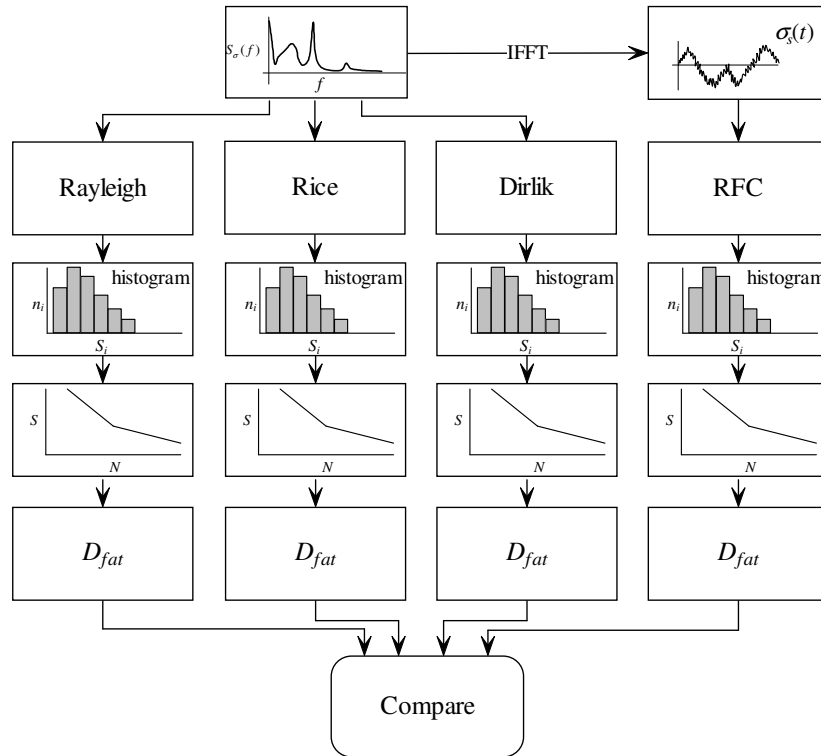 S_σ(f)
f
IFFT
σ_s(t)
Rayleigh
Rice
Dirlik
RFC
histogram
n_i
S_i
histogram
n_i
S_i
histogram
n_i
S_i
histogram
n_i
S_i
S
N
S
N
S
N
S
N
D_fat
D_fat
D_fat
D_fat
Compare